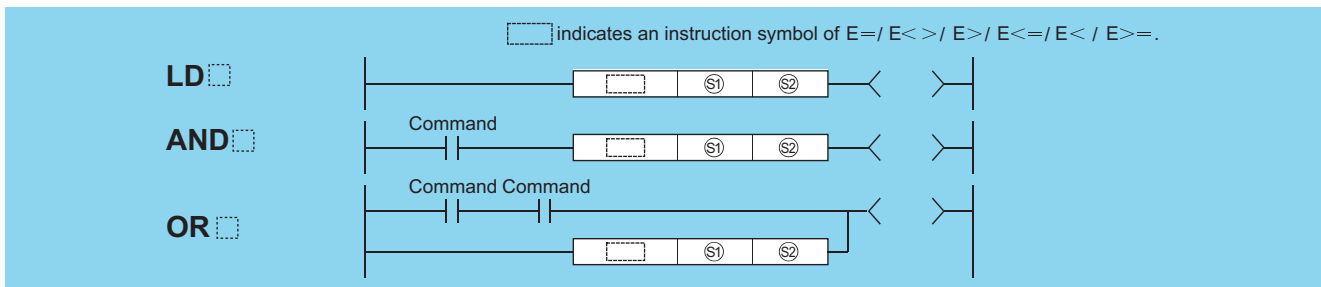 indicates an instruction symbol of E=/ E< >/ E>/ E<=/ E< / E>=.
LD
S1 S2
Command
AND
S1 S2
Command Command
OR
S1 S2